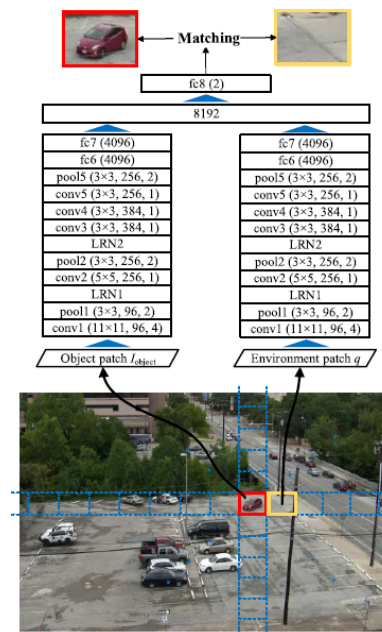 Matching
fc8 (2)
8192
fc7 (4096)
fc6 (4096)
pool5 (3×3, 256, 2)
conv5 (3×3, 256, 1)
conv4 (3×3, 384, 1)
conv3 (3×3, 384, 1)
LRN2
pool2 (3×3, 256, 2)
conv2 (5×5, 256, 1)
LRN1
pool1 (3×3, 96, 2)
conv1 (11×11, 96, 4)
Object patch Iobject
fc7 (4096)
fc6 (4096)
pool5 (3×3, 256, 2)
conv5 (3×3, 256, 1)
conv4 (3×3, 384, 1)
conv3 (3×3, 384, 1)
LRN2
pool2 (3×3, 256, 2)
conv2 (5×5, 256, 1)
LRN1
pool1 (3×3, 96, 2)
conv1 (11×11, 96, 4)
Environment patch q